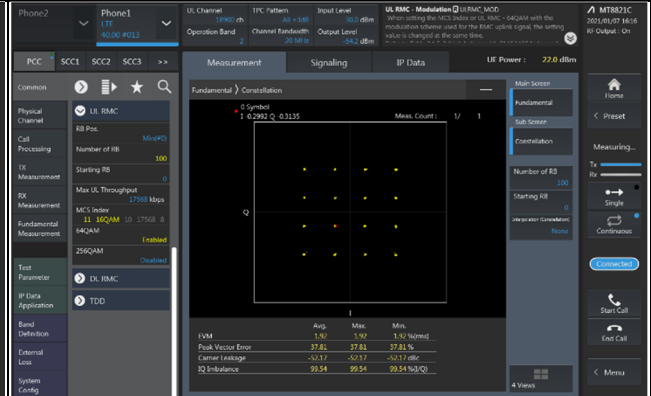 Phone2
Phone1
LTE
40.00 #013
UL Channel
18900 ch
Operation Band
2
TPC Pattern
All +3dB
Channel Bandwidth
20 MHz
Input Level
30.0 dBm
Output Level
-54.2 dBm
UL RMC - Modulation ULRMC_MOD
When setting the MCS Index or UL RMC - 64QAM with the
modulation scheme used for the RMC uplink signal, the setting
value is changed at the same time.
MT8821C
2021/01/07 16:16
RF Output : On
PCC
SCC1
SCC2
SCC3
>>
Measurement
Signaling
IP Data
UE Power :
22.0 dBm
Common
Physical
Channel
Call
Processing
TX
Measurement
RX
Measurement
Fundamental
Measurement
Test
Parameter
IP Data
Application
Band
Definition
External
Loss
System
Config
UL RMC
RB Pos.
Min(#0)
Number of RB
100
Starting RB
0
Max UL Throughput
17568 kbps
MCS Index
11 16QAM 10 17568 8
64QAM
Enabled
256QAM
Disabled
DL RMC
TDD
Fundamental > Constellation
0 Symbol
1 -0.2992 Q -0.3135
Meas. Count : 1/ 1
Q
I
Avg. Max. Min.
EVM 1.92 1.92 1.92 %(rms)
Peak Vector Error 37.81 37.81 37.81 %
Carrier Leakage -52.17 -52.17 -52.17 dBc
IQ Imbalance 99.54 99.54 99.54 %(I/Q)
Main Screen
Fundamental
Sub Screen
Constellation
Number of RB
100
Starting RB
0
Interpolation (Constellation)
None
4 Views
Home
< Preset
Measuring...
Tx
Rx
Single
Continuous
Connected
Start Call
End Call
< Menu